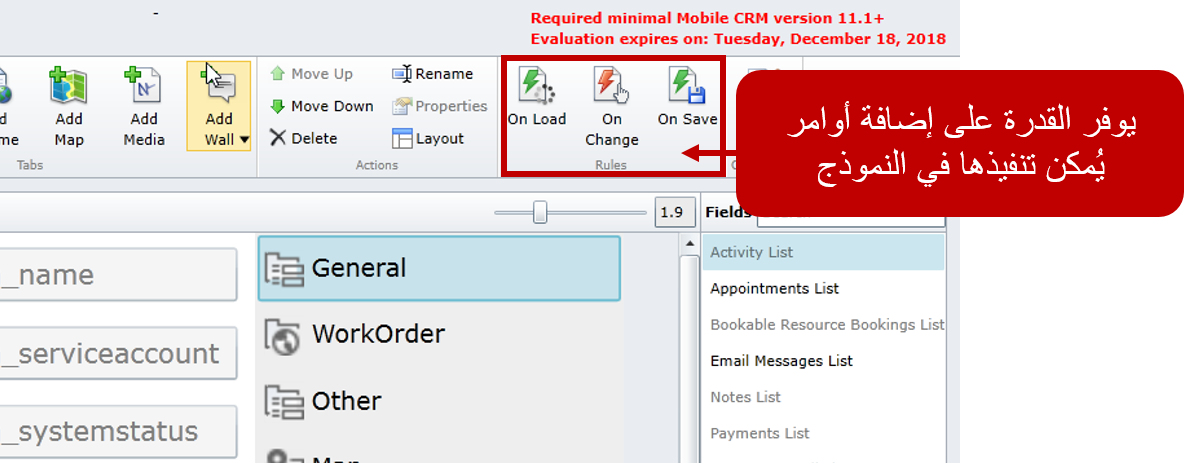 Required minimal Mobile CRM version 11.1+
Evaluation expires on: Tuesday, December 18, 2018
Add Map
Add Media
Add Wall
Tabs
Move Up
Move Down
Delete
Rename
Properties
Layout
Actions
On Load
On Change
On Save
Rules
يوفر القدرة على إضافة أوامر
يُمكن تنفيذها في النموذج
1.9
Fields
_name
_serviceaccount
_systemstatus
General
WorkOrder
Other
Activity List
Appointments List
Bookable Resource Bookings List
Email Messages List
Notes List
Payments List